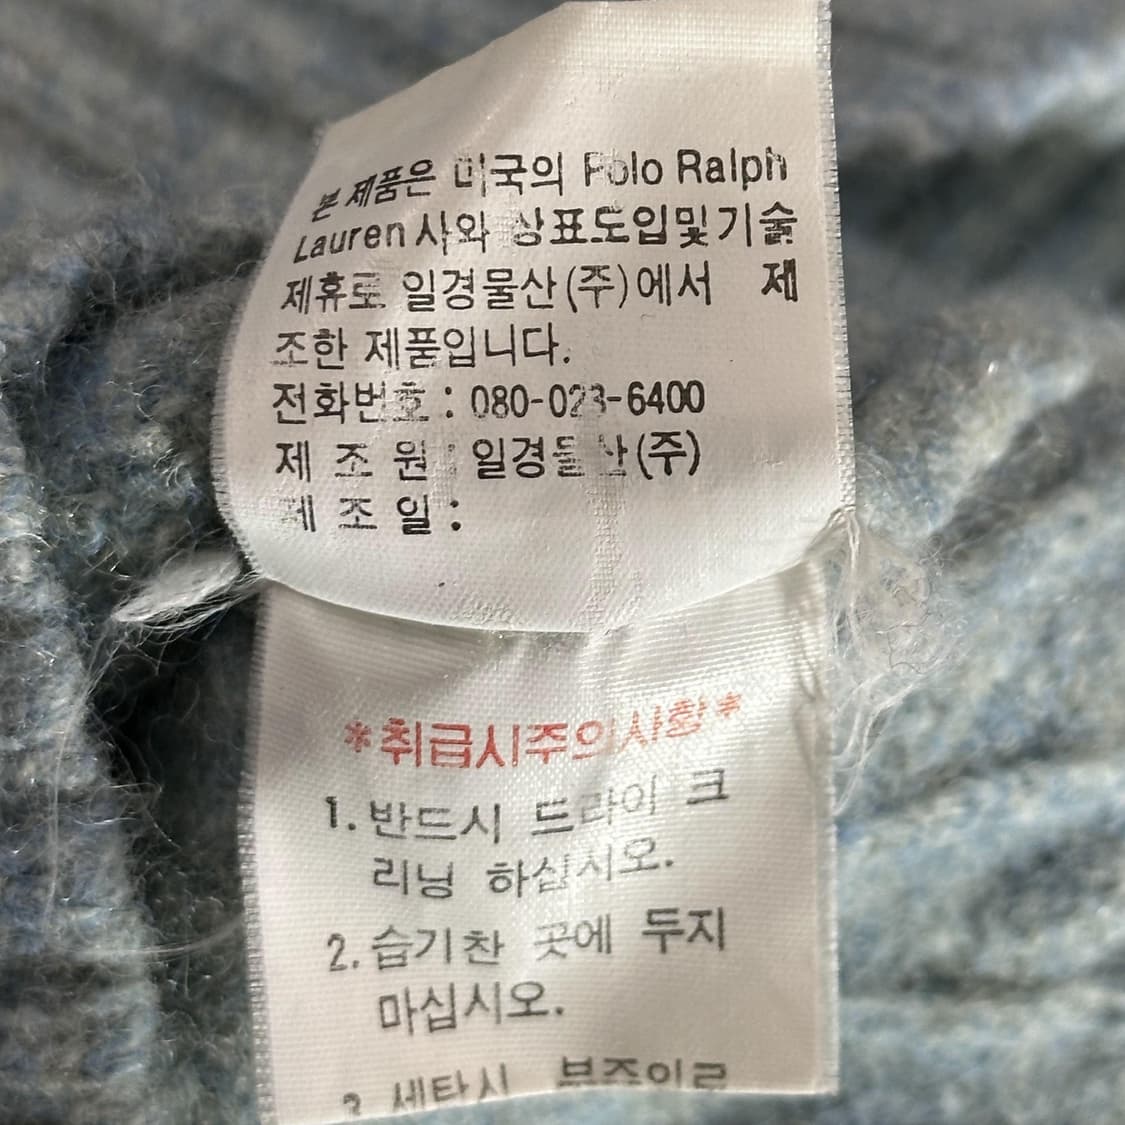 본 제품은 미국의 Polo Ralph
Lauren사와 상표도입및기술
제휴로 일경물산(주)에서 제
조한 제품입니다.
전화번호 : 080-023-6400
제 조 원 : 일경물산(주)
제 조 일 :
*취급시주의사항*
1. 반드시 드라이 크
리닝 하십시오.
2. 습기찬 곳에 두지
마십시오.
3. 세탁시